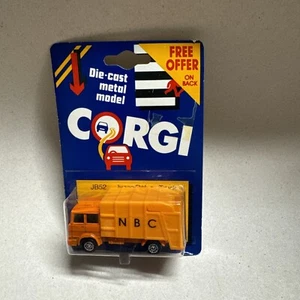 FREE
OFFER
ON
BACK
Die-cast
metal
model
CORGI
NBC